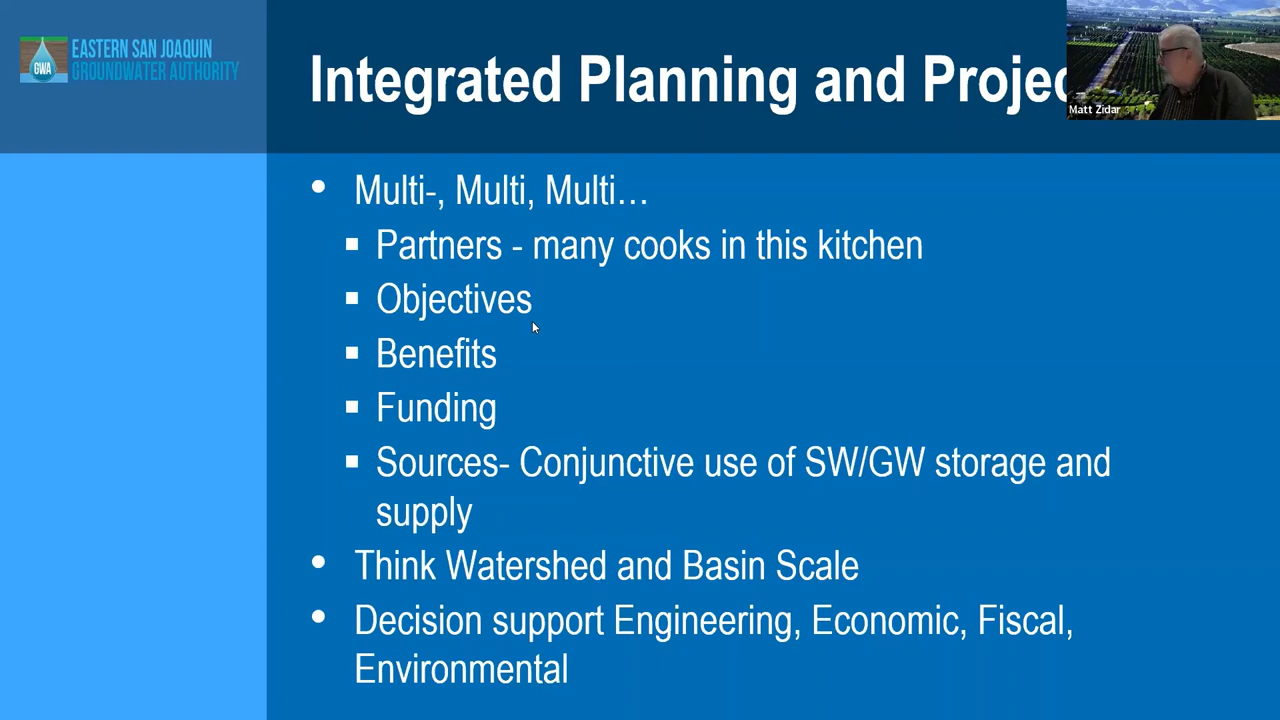 EASTERN SAN JOAQUIN
GROUNDWATER AUTHORITY
GWA
Integrated Planning and Projec
Matt Zidar
• Multi-, Multi, Multi…
▪ Partners - many cooks in this kitchen
▪ Objectives
▪ Benefits
▪ Funding
▪ Sources- Conjunctive use of SW/GW storage and
supply
• Think Watershed and Basin Scale
• Decision support Engineering, Economic, Fiscal,
Environmental